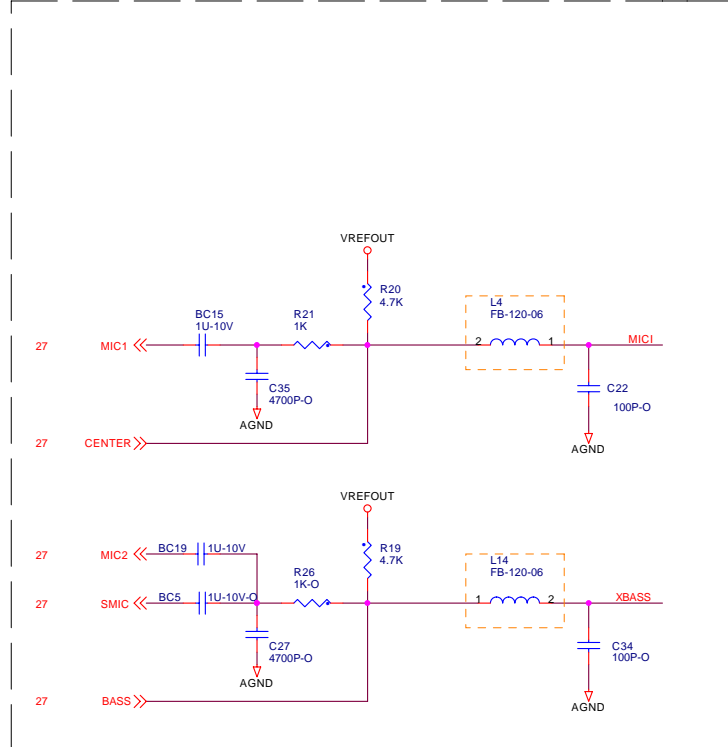 VREFOUT
R20
4.7K
BC15
1U-10V
R21
1K
L4
FB-120-06
27 MIC1 2 1 MICI
C35
4700P-O
C22
100P-O
AGND
AGND
27 CENTER
VREFOUT
R19
4.7K
27 MIC2 BC19 1U-10V
L14
FB-120-06
R26
1K-O
27 SMIC BC5 1U-10V-O 1 2 XBASS
C27
4700P-O
C34
100P-O
AGND
27 BASS
AGND